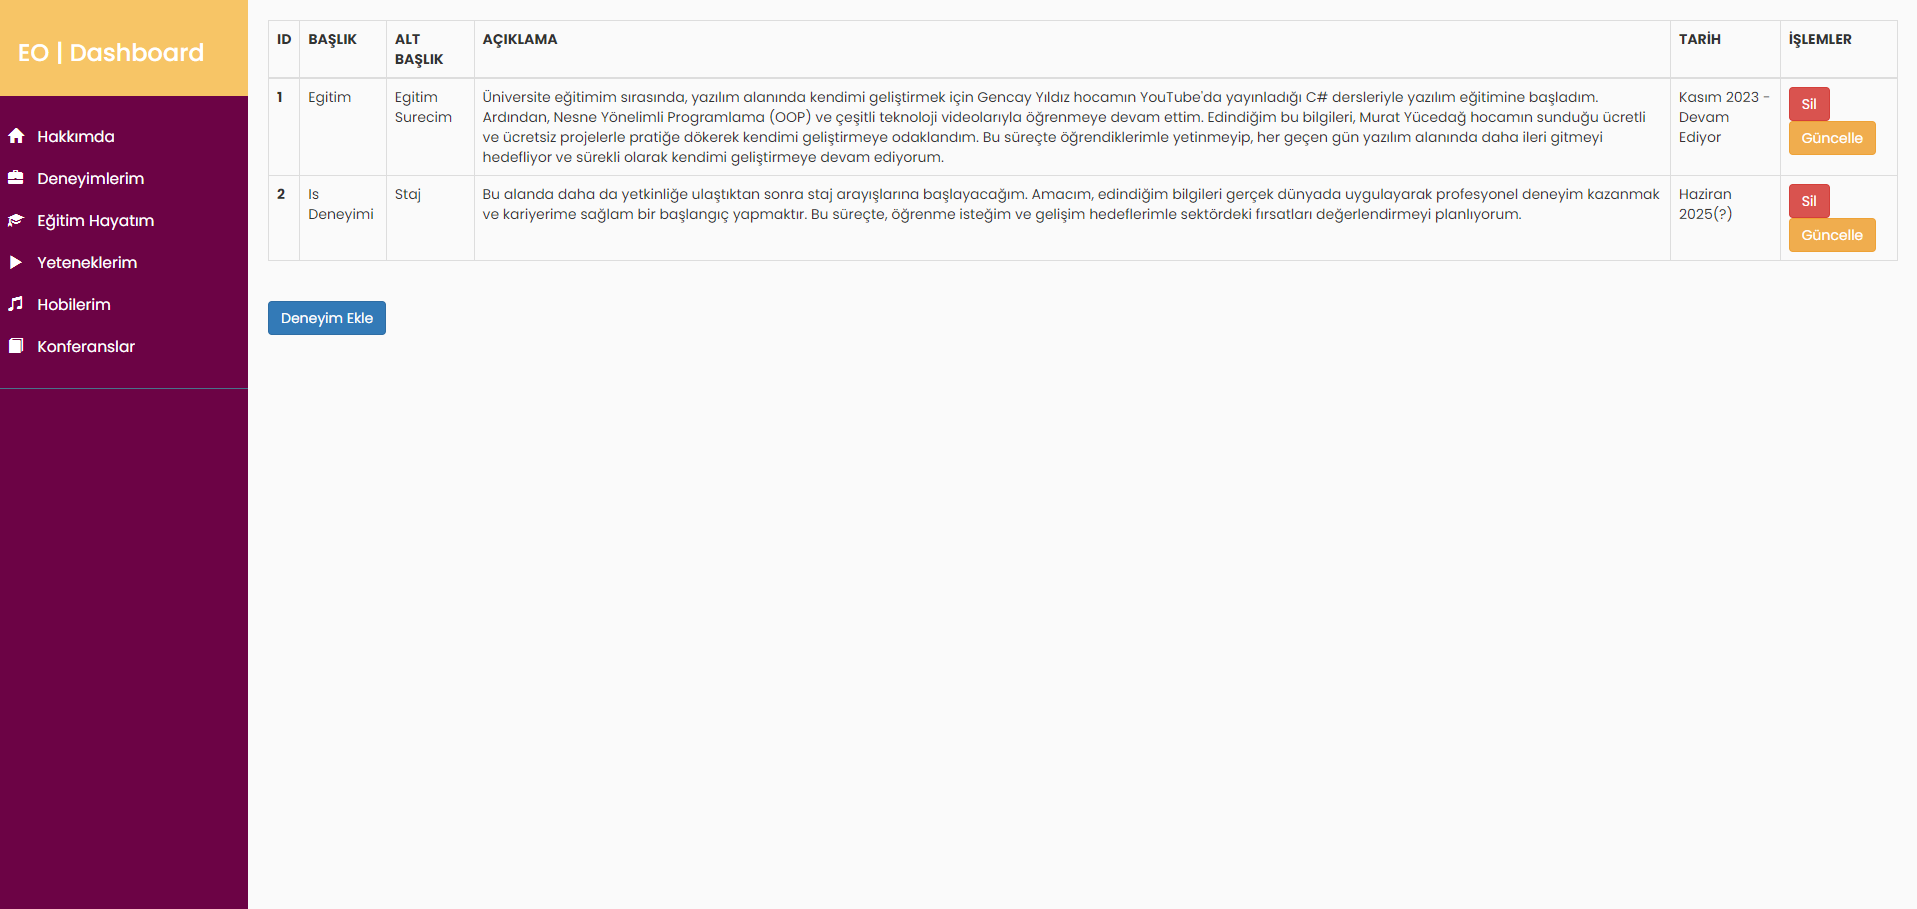 EO | Dashboard
Hakkımda
Deneyimlerim
Eğitim Hayatım
Yeteneklerim
Hobilerim
Konferanslar
ID
BAŞLIK
ALT
BAŞLIK
AÇIKLAMA
TARİH
İŞLEMLER
1
Egitim
Egitim
Surecim
Üniversite eğitimim sırasında, yazılım alanında kendimi geliştirmek için Gencay Yıldız hocamın YouTube'da yayınladığı C# dersleriyle yazılım eğitimine başladım.
Ardından, Nesne Yönelimli Programlama (OOP) ve çeşitli teknoloji videolarıyla öğrenmeye devam ettim. Edindiğim bu bilgileri, Murat Yücedağ hocamın sunduğu ücretli
ve ücretsiz projelerle pratiğe dökerek kendimi geliştirmeye odaklandım. Bu süreçte öğrendiklerimle yetinmeyip, her geçen gün yazılım alanında daha ileri gitmeyi
hedefliyor ve sürekli olarak kendimi geliştirmeye devam ediyorum.
Kasım 2023 -
Devam
Ediyor
Sil
Güncelle
2
Is
Deneyimi
Staj
Bu alanda daha da yetkinliğe ulaştıktan sonra staj arayışlarına başlayacağım. Amacım, edindiğim bilgileri gerçek dünyada uygulayarak profesyonel deneyim kazanmak
ve kariyerime sağlam bir başlangıç yapmaktır. Bu süreçte, öğrenme isteğim ve gelişim hedeflerimle sektördeki fırsatları değerlendirmeyi planlıyorum.
Haziran
2025(?)
Sil
Güncelle
Deneyim Ekle